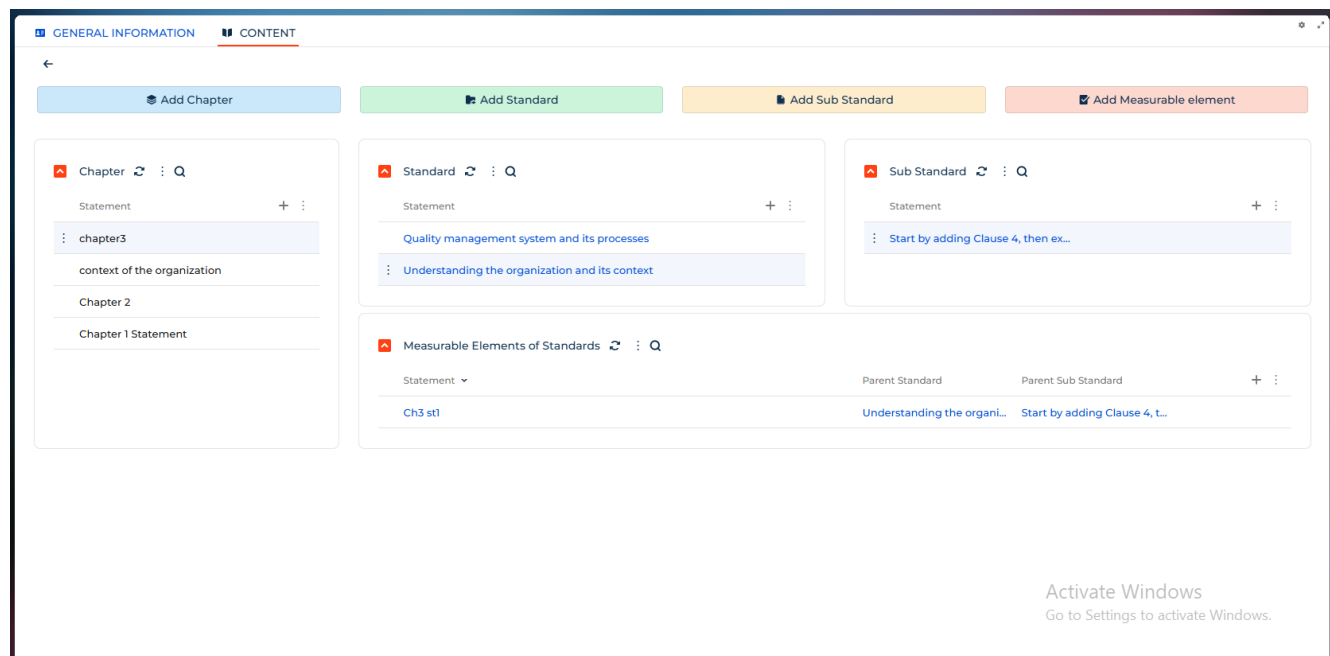 GENERAL INFORMATION CONTENT
Add Chapter
Add Standard
Add Sub Standard
Add Measurable element
Chapter
Statement
chapter3
context of the organization
Chapter 2
Chapter 1 Statement
Standard
Statement
Quality management system and its processes
Understanding the organization and its context
Sub Standard
Statement
Start by adding Clause 4, then ex...
Measurable Elements of Standards
Statement Parent Standard Parent Sub Standard
Ch3 st1 Understanding the organi... Start by adding Clause 4, t...
Activate Windows
Go to Settings to activate Windows.